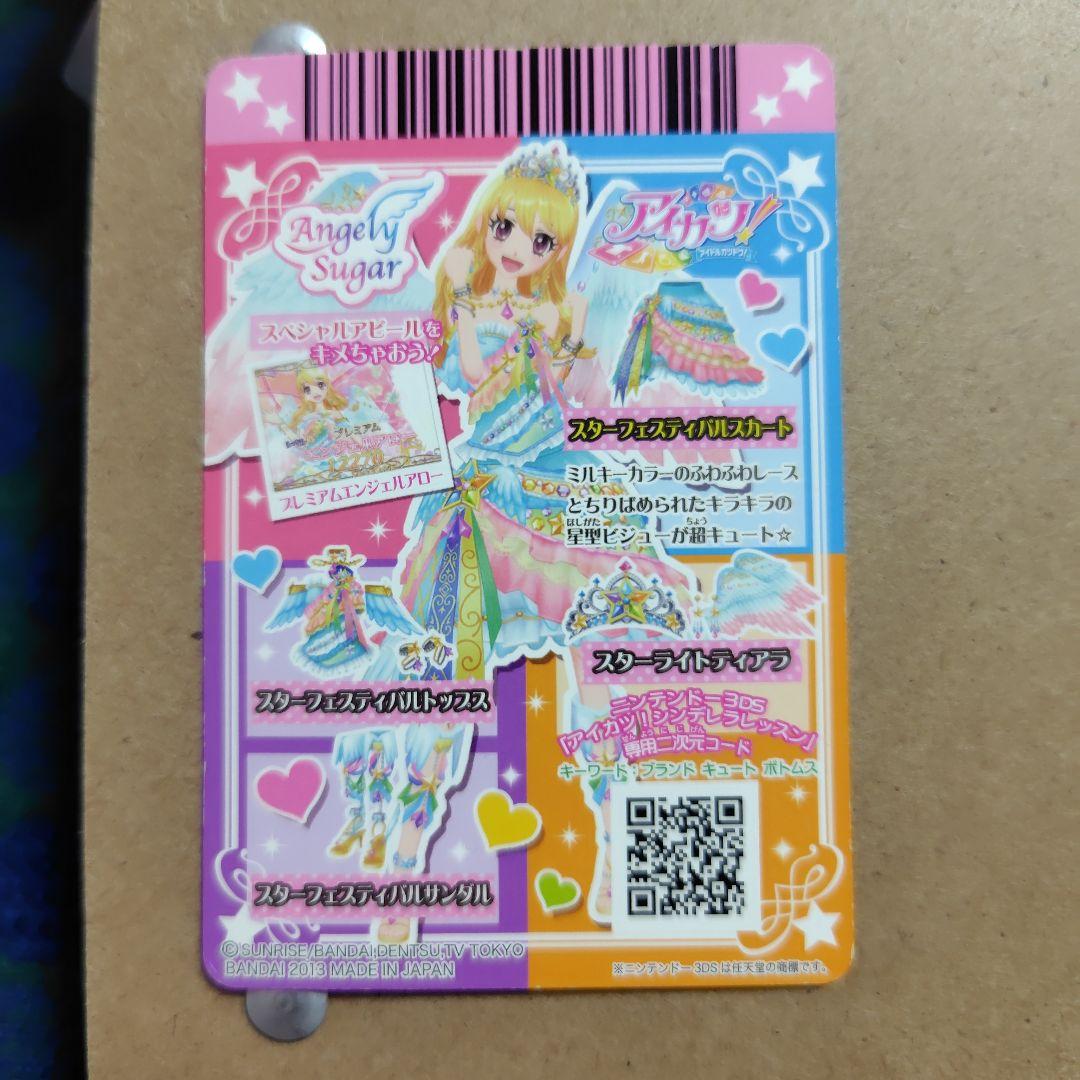 Angely
Sugar
アイカツ!
アイドルカツドウ!
スペシャルアピールを
キメちゃおう!
プレミアム
12270
プレミアムエンジェルアロー
スターフェスティバルスカート
ミルキーカラーのふわふわレース
とちりばめられたキラキラの
はしがた ちょう
星型ビジューが超キュート☆
スターライトティアラ
スターフェスティバルトップス
ニンテンドー3DS
「アイカツ!シンデレラレッスン」
せんようにじげん
専用二次元コード
キーワード:ブランド キュート ボトムス
スターフェスティバルサンダル
©SUNRISE/BANDAI,DENTSU,TV TOKYO
BANDAI 2013 MADE IN JAPAN
※ニンテンドー3DSは任天堂の商標です。